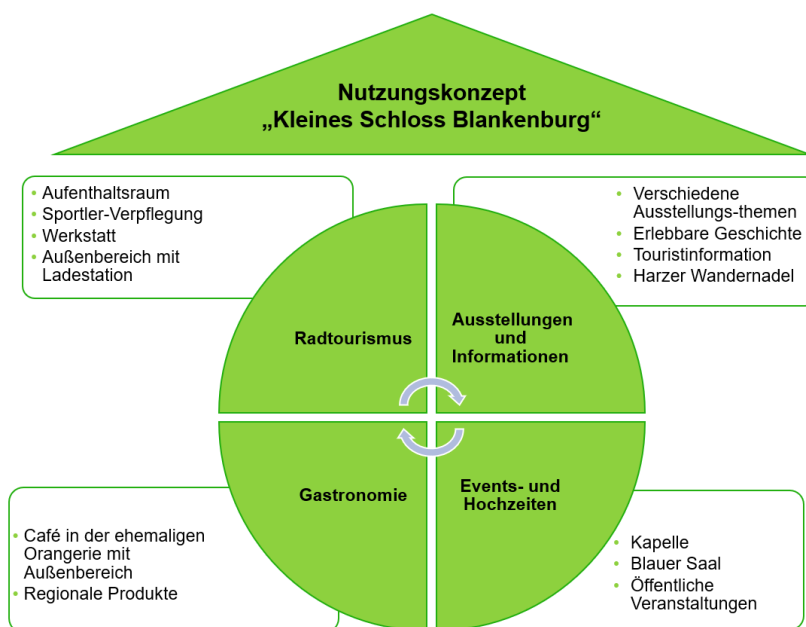 Nutzungskonzept
„Kleines Schloss Blankenburg“
• Aufenthaltsraum
• Sportler-Verpflegung
• Werkstatt
• Außenbereich mit
Ladestation
• Verschiedene
Ausstellungs-themen
• Erlebbare Geschichte
• Touristinformation
• Harzer Wandernadel
Radtourismus
Ausstellungen
und
Informationen
Gastronomie
Events- und
Hochzeiten
• Café in der ehemaligen
Orangerie mit
Außenbereich
• Regionale Produkte
• Kapelle
• Blauer Saal
• Öffentliche
Veranstaltungen